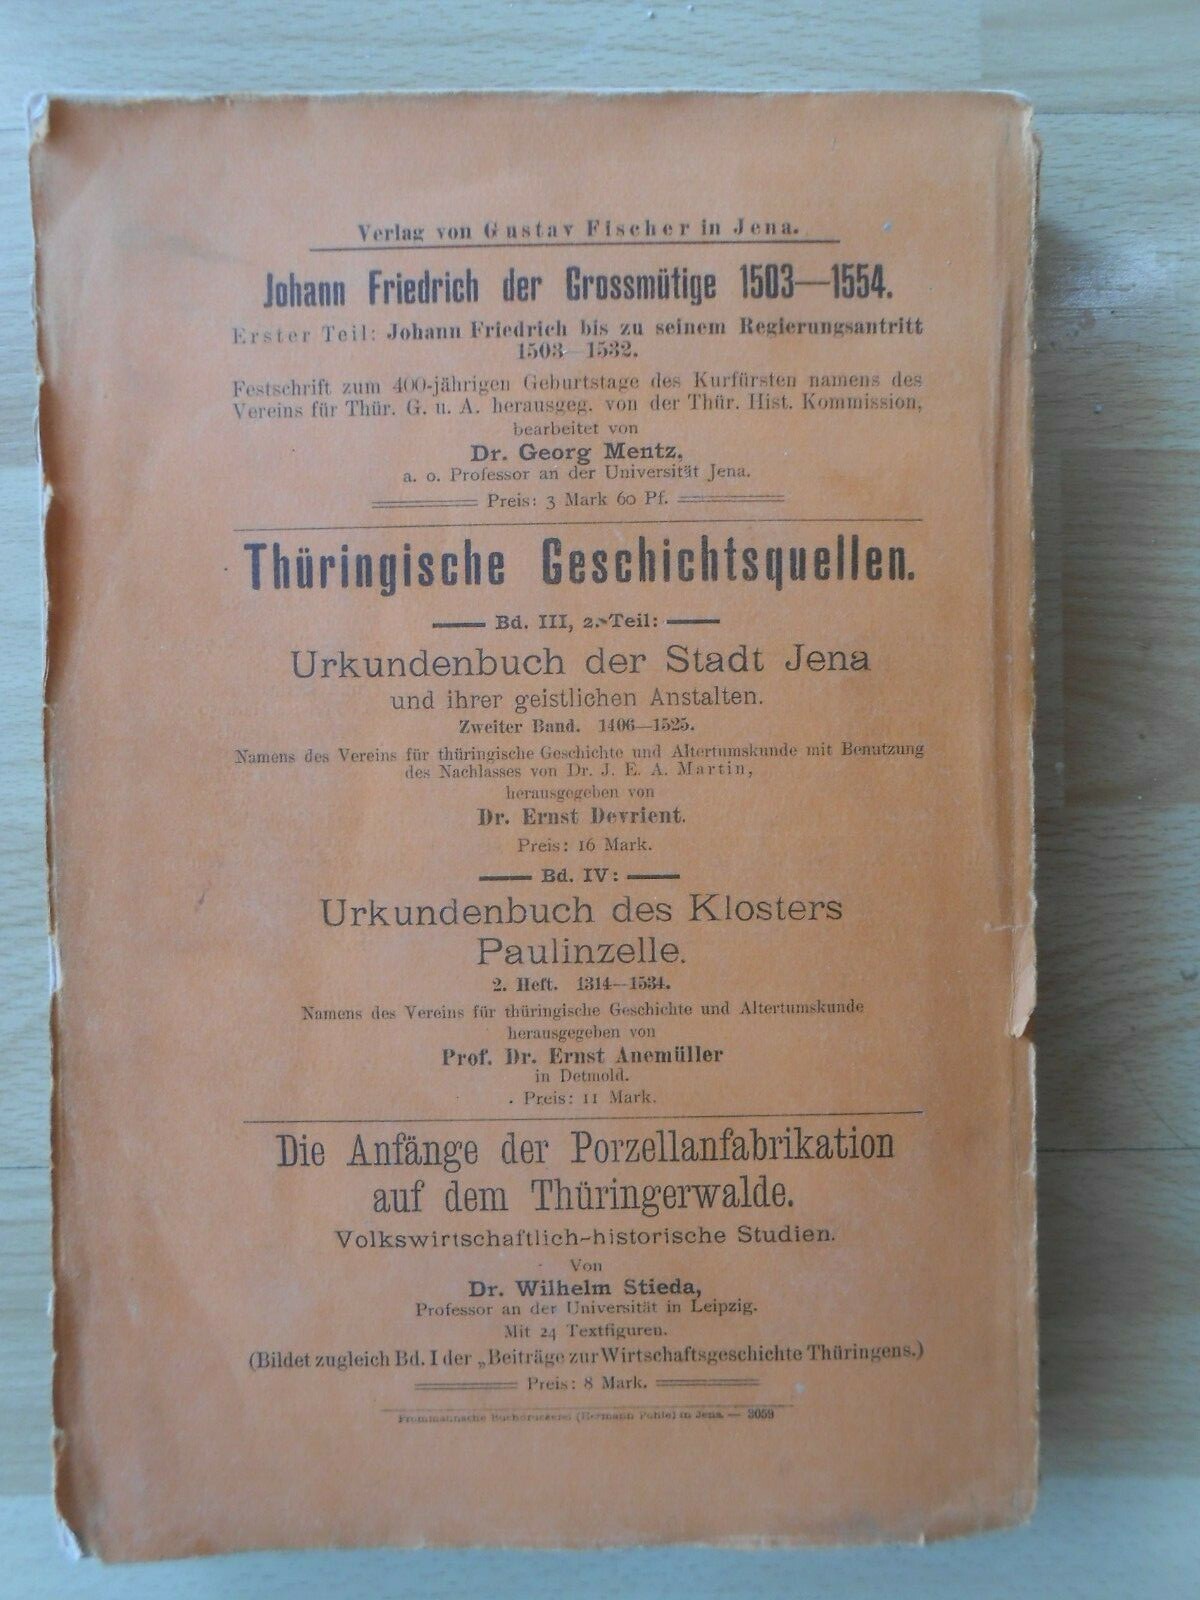 Verlag von Gustav Fischer in Jena.
Johann Friedrich der Grossmütige 1503—1554.
Erster Teil: Johann Friedrich bis zu seinem Regierungsantritt
1503—1532.
Festschrift zum 400-jährigen Geburtstage des Kurfürsten namens des
Vereins für Thür. G. u. A. herausgeg. von der Thür. Hist. Kommission,
bearbeitet von
Dr. Georg Mentz,
a. o. Professor an der Universität Jena.
Preis: 3 Mark 60 Pf.
Thüringische Geschichtsquellen.
Bd. III, 2. Teil:
Urkundenbuch der Stadt Jena
und ihrer geistlichen Anstalten.
Zweiter Band. 1406—1525.
Namens des Vereins für thüringische Geschichte und Altertumskunde mit Benutzung
des Nachlasses von Dr. J. E. A. Martin,
herausgegeben von
Dr. Ernst Devrient.
Preis: 16 Mark.
Bd. IV:
Urkundenbuch des Klosters
Paulinzelle.
2. Heft. 1314—1534.
Namens des Vereins für thüringische Geschichte und Altertumskunde
herausgegeben von
Prof. Dr. Ernst Anemüller
in Detmold.
Preis: 11 Mark.
Die Anfänge der Porzellanfabrikation
auf dem Thüringerwalde.
Volkswirtschaftlich-historische Studien.
Von
Dr. Wilhelm Stieda,
Professor an der Universität in Leipzig.
Mit 24 Textfiguren.
(Bildet zugleich Bd. I der „Beiträge zur Wirtschaftsgeschichte Thüringens.)
Preis: 8 Mark.
Frommannsche Buchdruckerei (Hermann Pohle) in Jena. — 3059